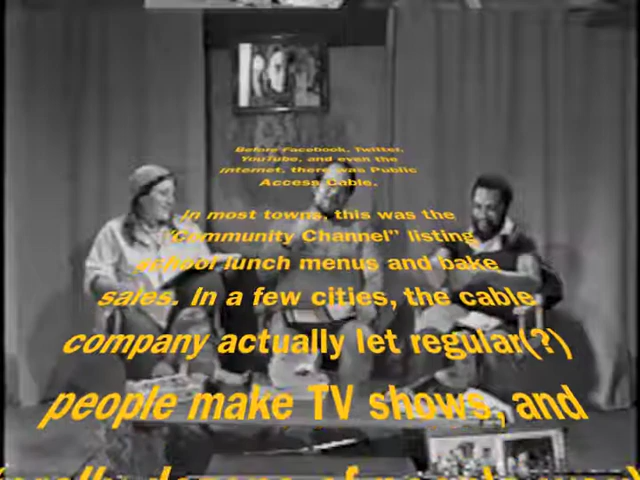 Before Facebook, Twitter,
YouTube, and even the
Internet, there was Public
Access Cable.
In most towns, this was the
"Community Channel" listing
school lunch menus and bake
sales. In a few cities, the cable
company actually let regular(?)
people make TV shows, and